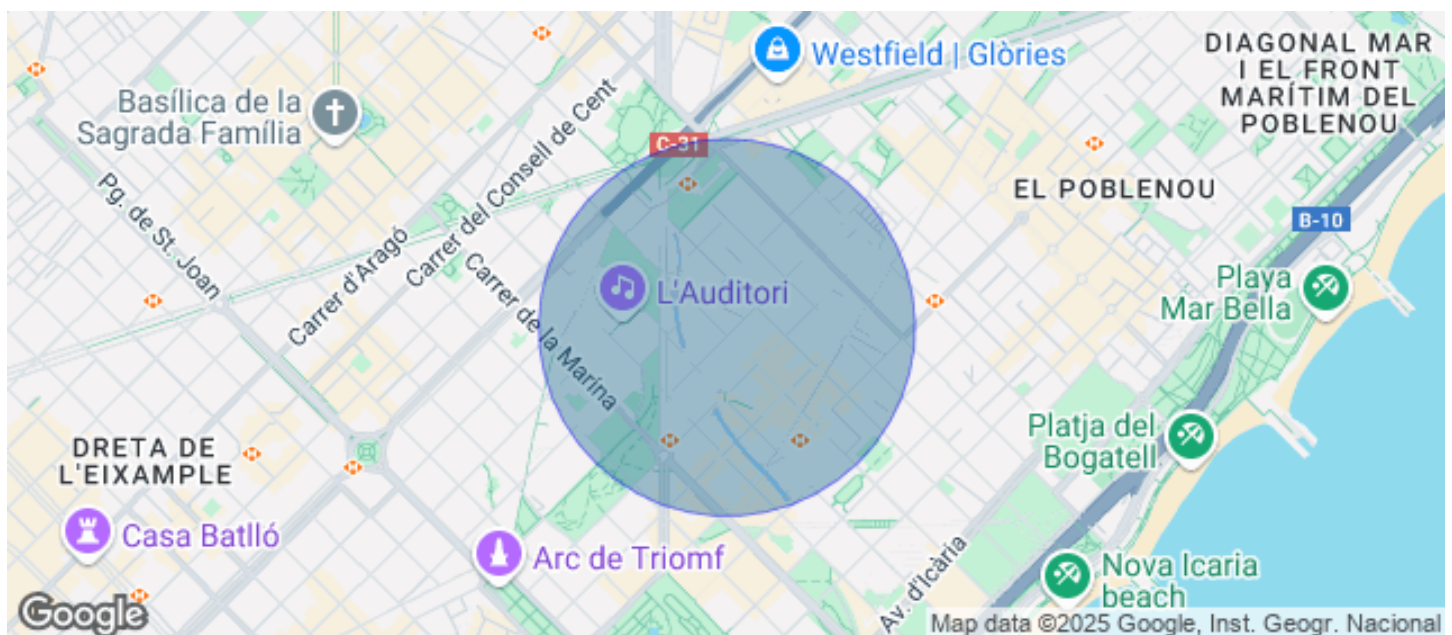 Westfield | Glòries
DIAGONAL MAR
I EL FRONT
MARÍTIM DEL
POBLENOU
Basílica de la
Sagrada Família
Carrer del Consell de Cent
C-31
EL POBLENOU
Pg. de St. Joan
B-10
Carrer d'Aragó
Playa
Mar Bella
L'Auditori
Carrer de la Marina
Platja del
Bogatell
DRETA DE
L'EIXAMPLE
Casa Batlló
Arc de Triomf
Av. d'Icària
Nova Icaria
beach
Google
Map data ©2025 Google, Inst. Geogr. Nacional